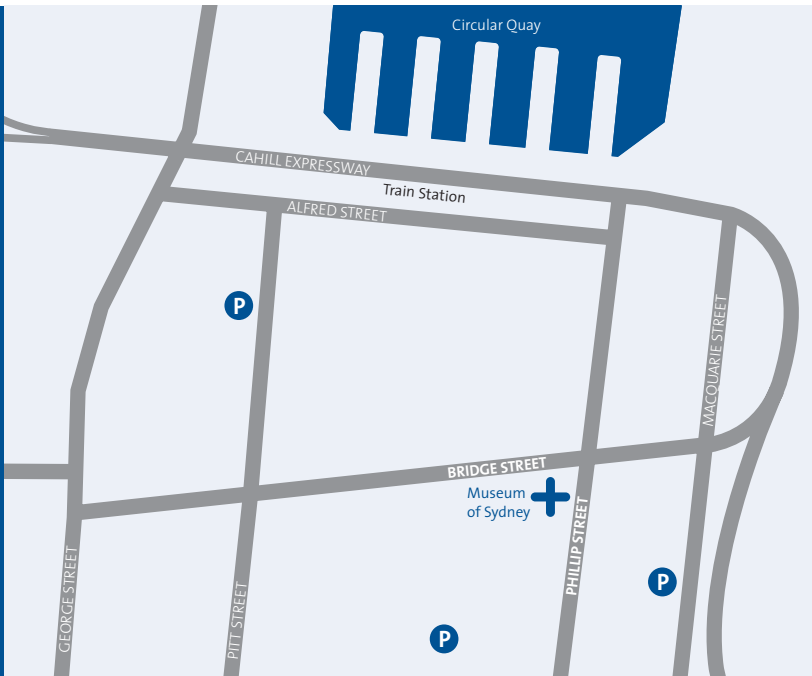 Circular Quay
CAHILL EXPRESSWAY
Train Station
ALFRED STREET
P
MACQUARIE STREET
BRIDGE STREET
Museum
of Sydney
PHILLIP STREET
GEORGE STREET
PITT STREET
P
P